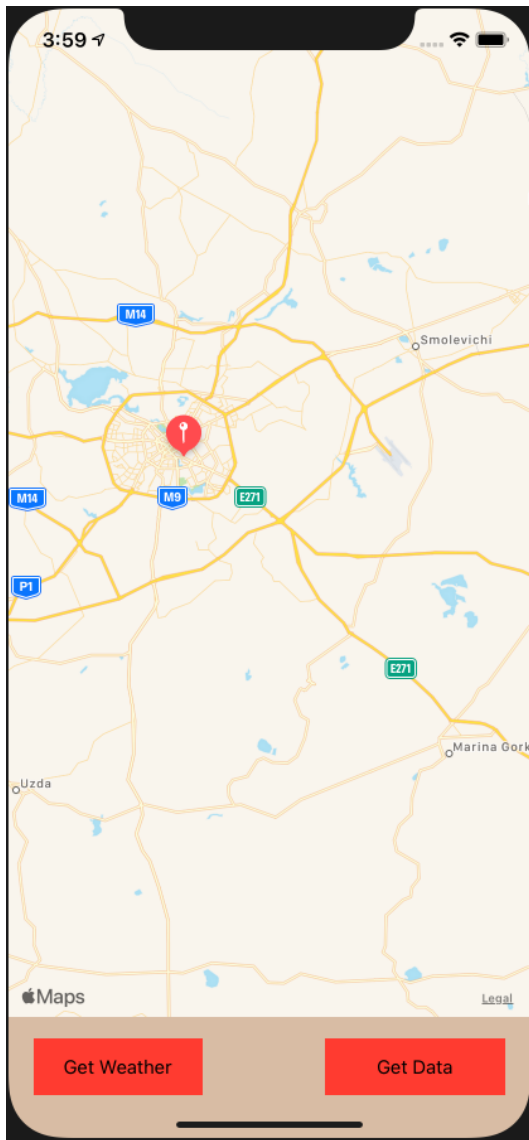 3:59
M14
Smolevichi
M14
M9
E271
P1
E271
Marina Gork
Uzda
Maps
Legal
Get Weather
Get Data